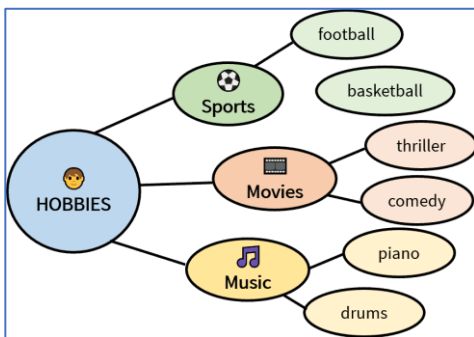 football
Sports
basketball
thriller
HOBBIES
Movies
comedy
piano
Music
drums